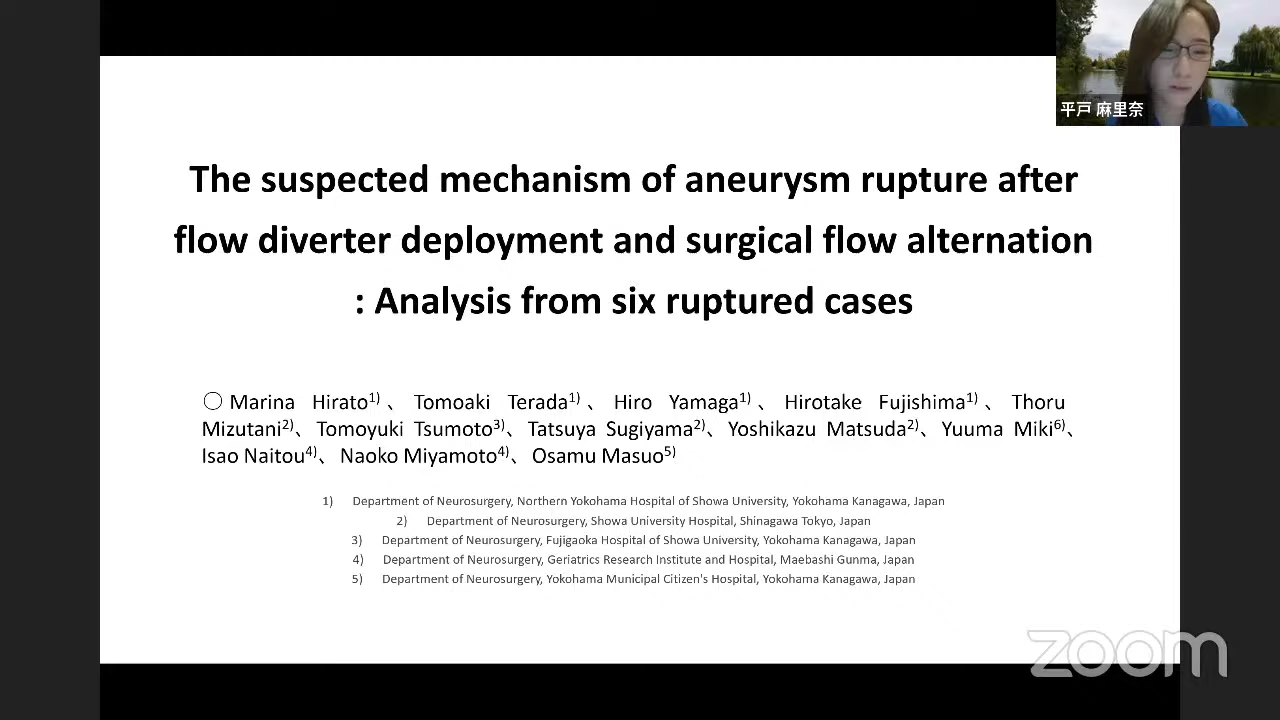 平戸 麻里奈
The suspected mechanism of aneurysm rupture after
flow diverter deployment and surgical flow alternation
: Analysis from six ruptured cases
〇 Marina Hirato1) 、 Tomoaki Terada1) 、 Hiro Yamaga1) 、 Hirotake Fujishima1) 、 Thoru
Mizutani2)、 Tomoyuki Tsumoto3)、 Tatsuya Sugiyama2)、 Yoshikazu Matsuda2)、 Yuuma Miki6)、
Isao Naitou4)、 Naoko Miyamoto4)、 Osamu Masuo5)
1) Department of Neurosurgery, Northern Yokohama Hospital of Showa University, Yokohama Kanagawa, Japan
2) Department of Neurosurgery, Showa University Hospital, Shinagawa Tokyo, Japan
3) Department of Neurosurgery, Fujigaoka Hospital of Showa University, Yokohama Kanagawa, Japan
4) Department of Neurosurgery, Geriatrics Research Institute and Hospital, Maebashi Gunma, Japan
5) Department of Neurosurgery, Yokohama Municipal Citizen's Hospital, Yokohama Kanagawa, Japan
zoom